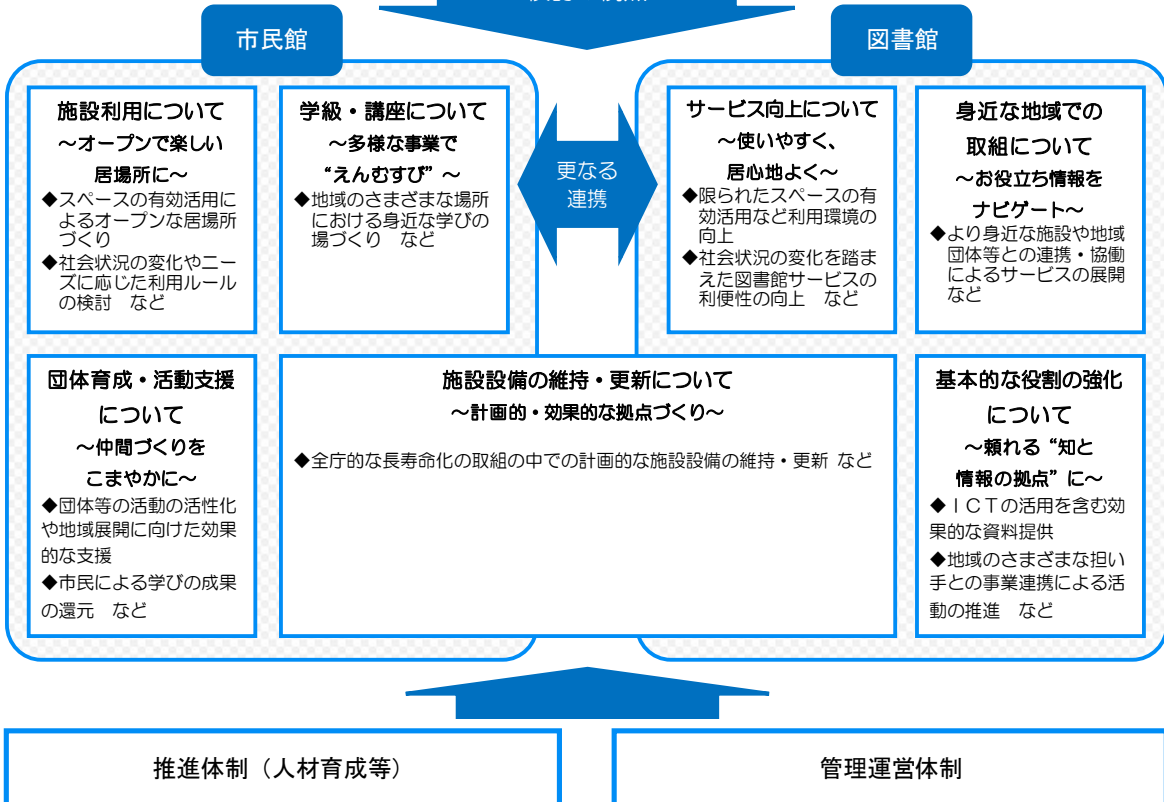 市民館
図書館
施設利用について
～オープンで楽しい
居場所に～
◆スペースの有効活用に
よるオープンな居場所
づくり
◆社会状況の変化やニー
ズに応じた利用ルール
の検討　など
学級・講座について
～多様な事業で
“えんむすび”～
◆地域のさまざまな場所
における身近な学びの
場づくり　など
更なる
連携
サービス向上について
～使いやすく、
居心地よく～
◆限られたスペースの有
効活用など利用環境の
向上
◆社会状況の変化を踏ま
えた図書館サービスの
利便性の向上　など
身近な地域での
取組について
～お役立ち情報を
ナビゲート～
◆より身近な施設や地域
団体等との連携・協働
によるサービスの展開
など
団体育成・活動支援
について
～仲間づくりを
こまやかに～
◆団体等の活動の活性化
や地域展開に向けた効果
的な支援
◆市民による学びの成果
の還元　など
施設設備の維持・更新について
～計画的・効果的な拠点づくり～
◆全庁的な長寿命化の取組の中での計画的な施設設備の維持・更新 など
基本的な役割の強化
について
～頼れる“知と
情報の拠点”に～
◆ＩＣＴの活用を含む効
果的な資料提供
◆地域のさまざまな担い
手との事業連携による活
動の推進　など
推進体制（人材育成等）
管理運営体制